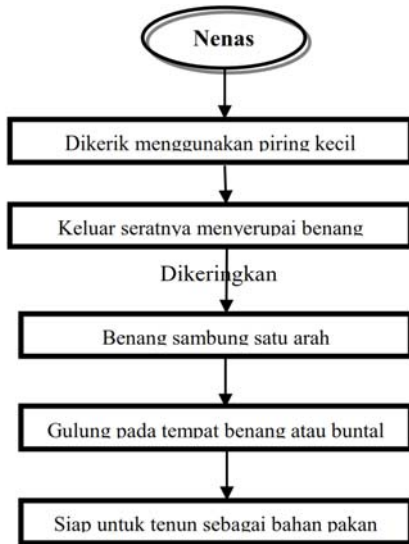 Nenas
Dikerik menggunakan piring kecil
Keluar seratnya menyerupai benang
Dikeringkan
Benang sambung satu arah
Gulung pada tempat benang atau buntal
Siap untuk tenun sebagai bahan pakan